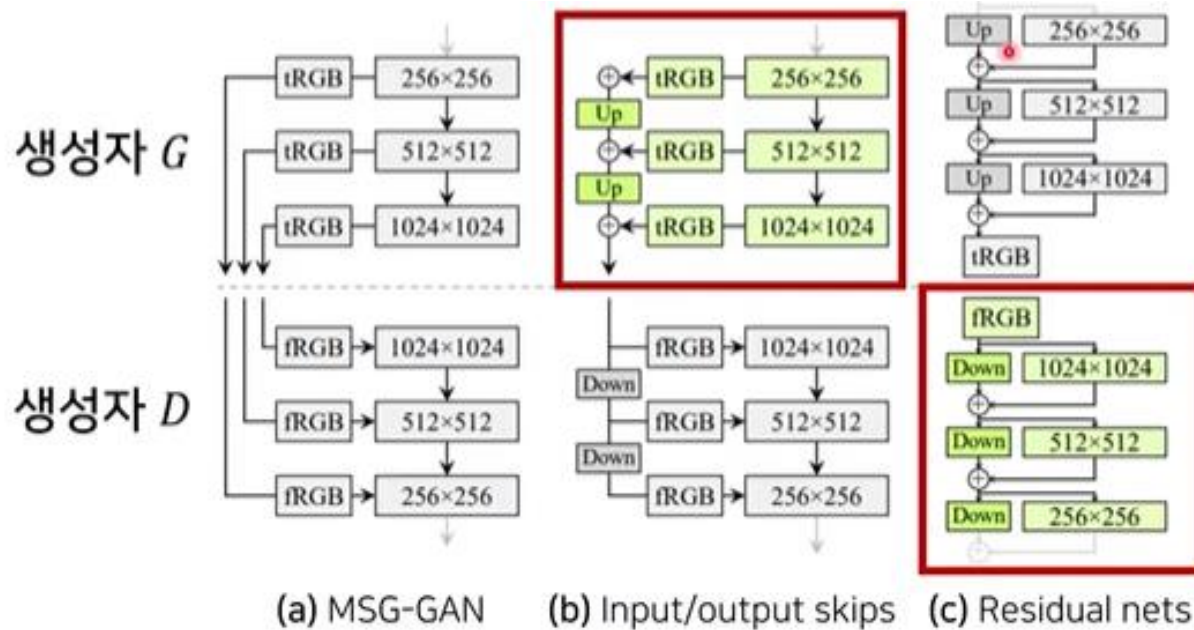 생성자 G
tRGB 256×256
tRGB 512×512
tRGB 1024×1024
tRGB 256×256
Up
tRGB 512×512
Up
tRGB 1024×1024
Up 256×256
Up 512×512
Up 1024×1024
tRGB
생성자 D
fRGB 1024×1024
fRGB 512×512
fRGB 256×256
fRGB 1024×1024
Down
fRGB 512×512
Down
fRGB 256×256
fRGB
Down 1024×1024
Down 512×512
Down 256×256
(a) MSG-GAN (b) Input/output skips (c) Residual nets